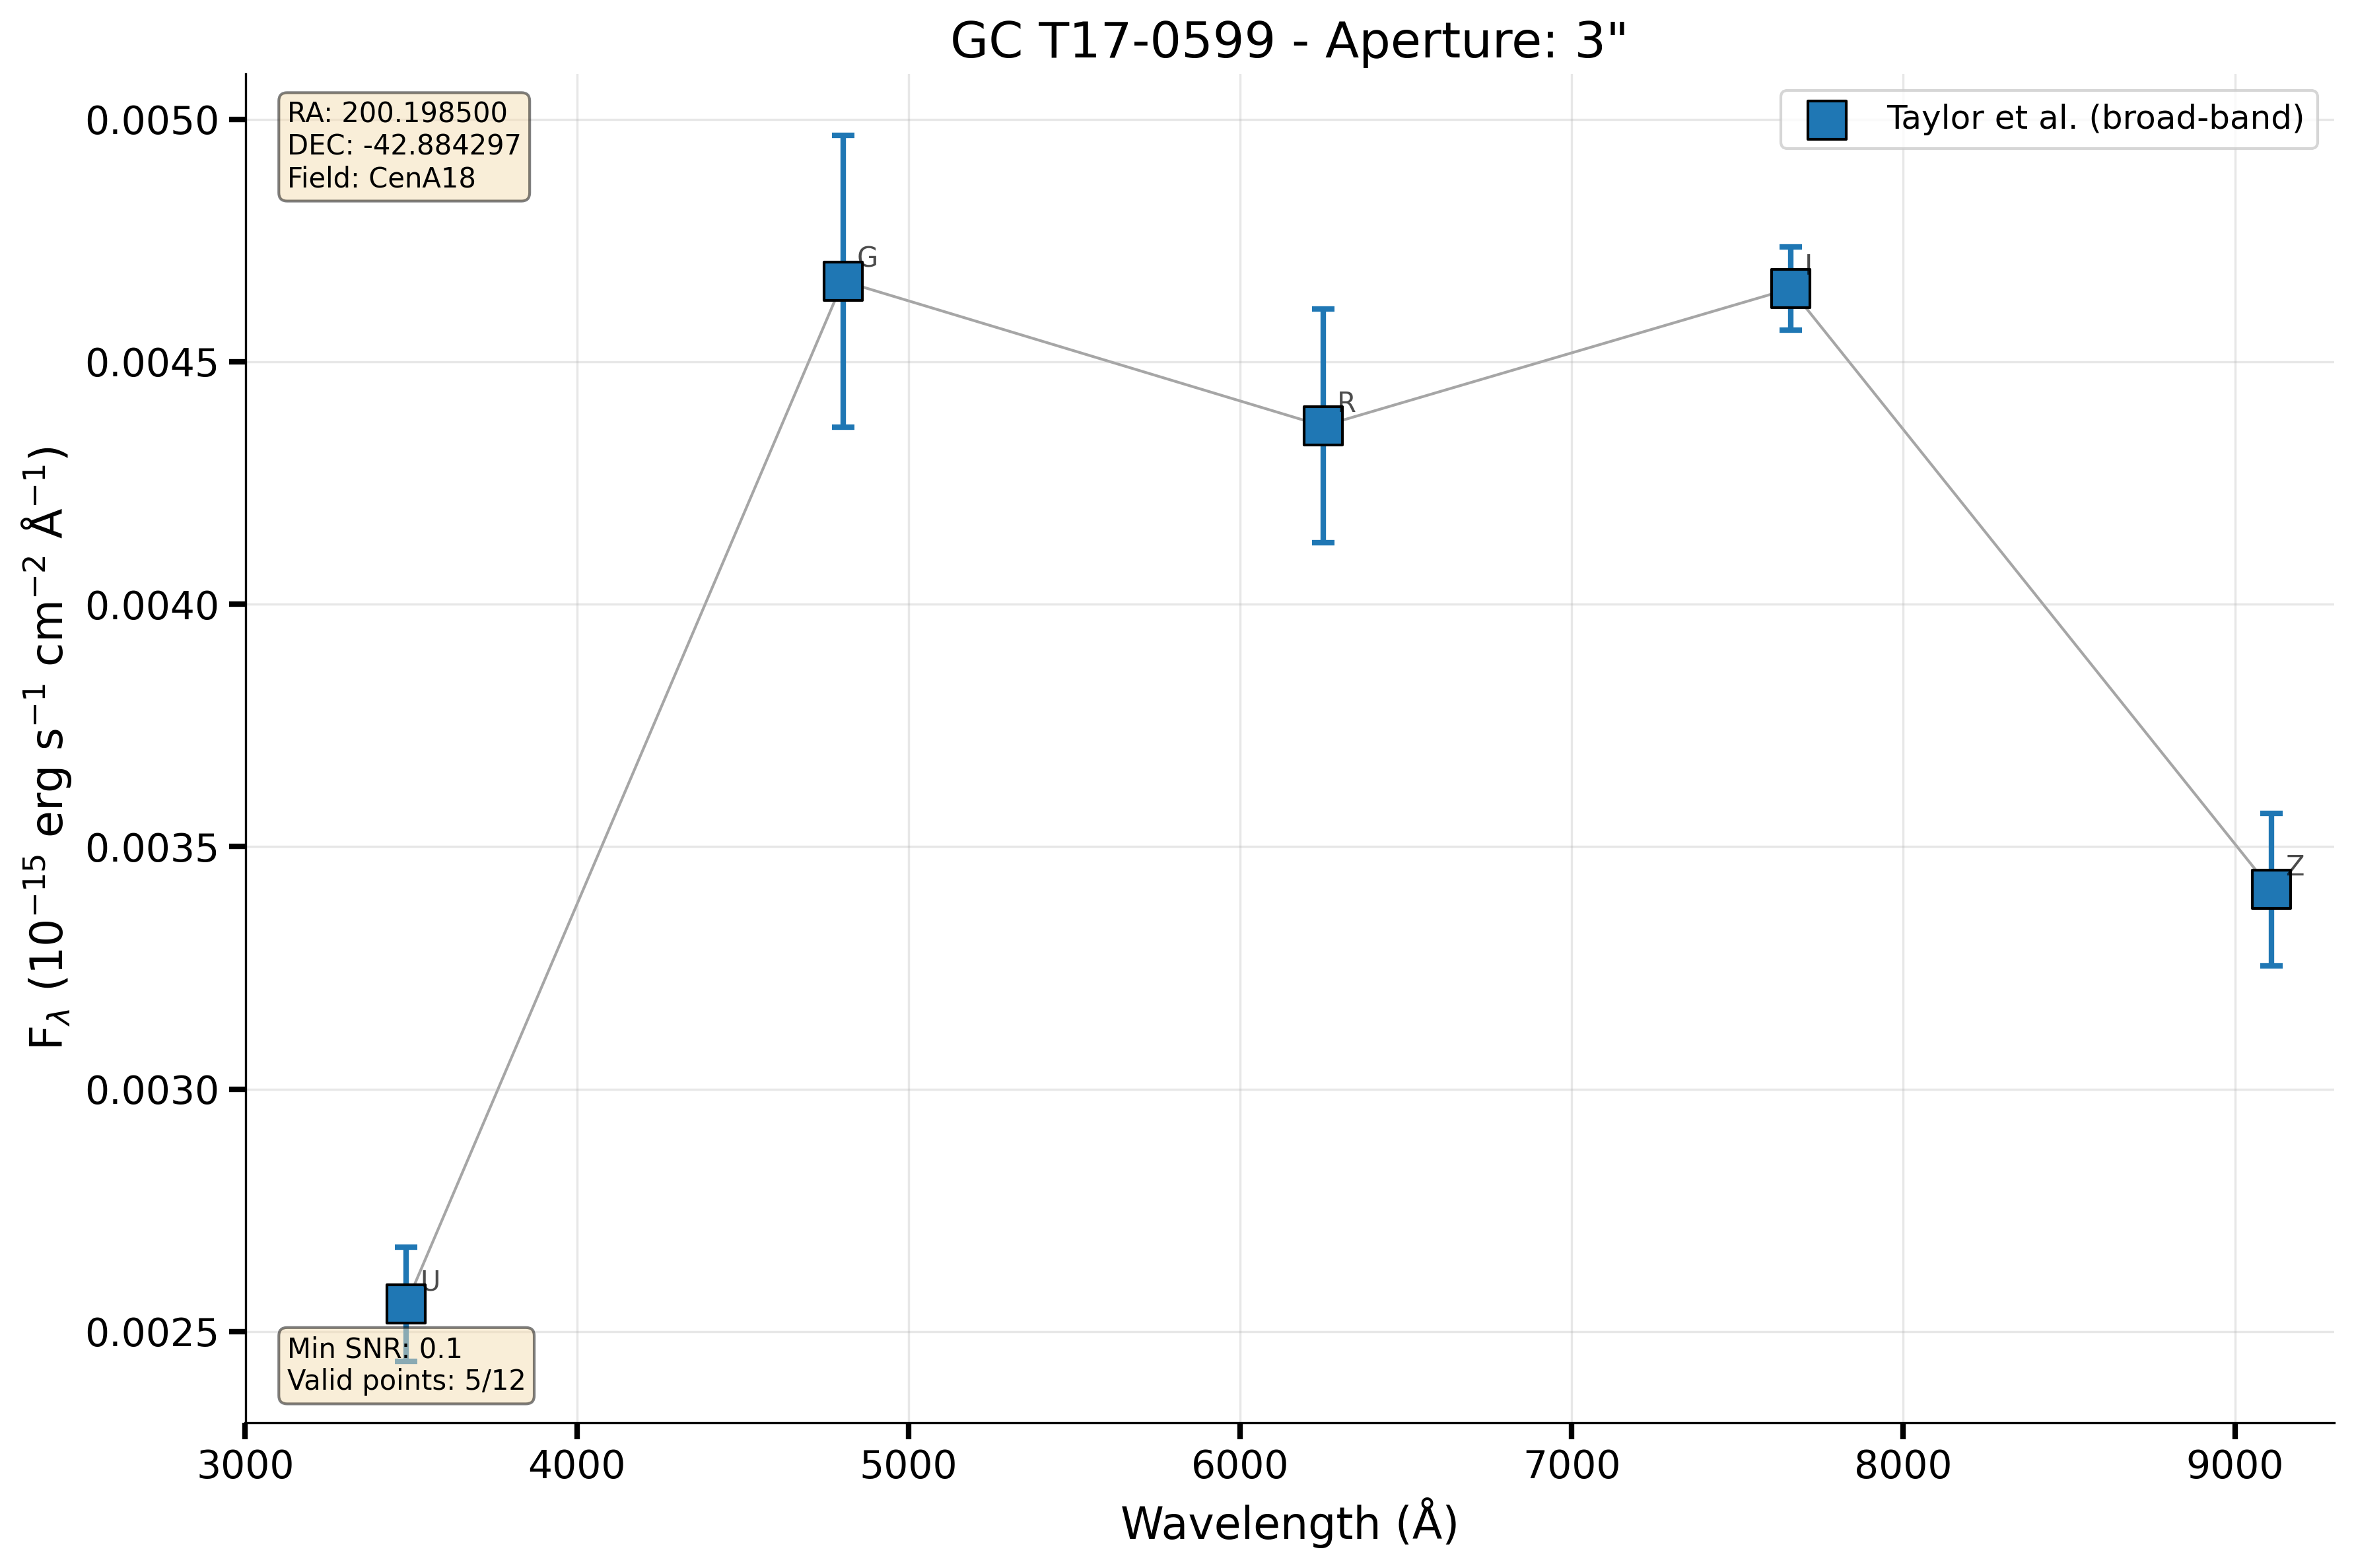 GC T17-0599 - Aperture: 3"
RA: 200.198500
DEC: -42.884297
Field: CenA18
Taylor et al. (broad-band)
0.0050
0.0045
0.0040
0.0035
0.0030
0.0025
F_λ (10⁻¹⁵ erg s⁻¹ cm⁻² Å⁻¹)
G
R
I
Z
U
Min SNR: 0.1
Valid points: 5/12
3000 4000 5000 6000 7000 8000 9000
Wavelength (Å)